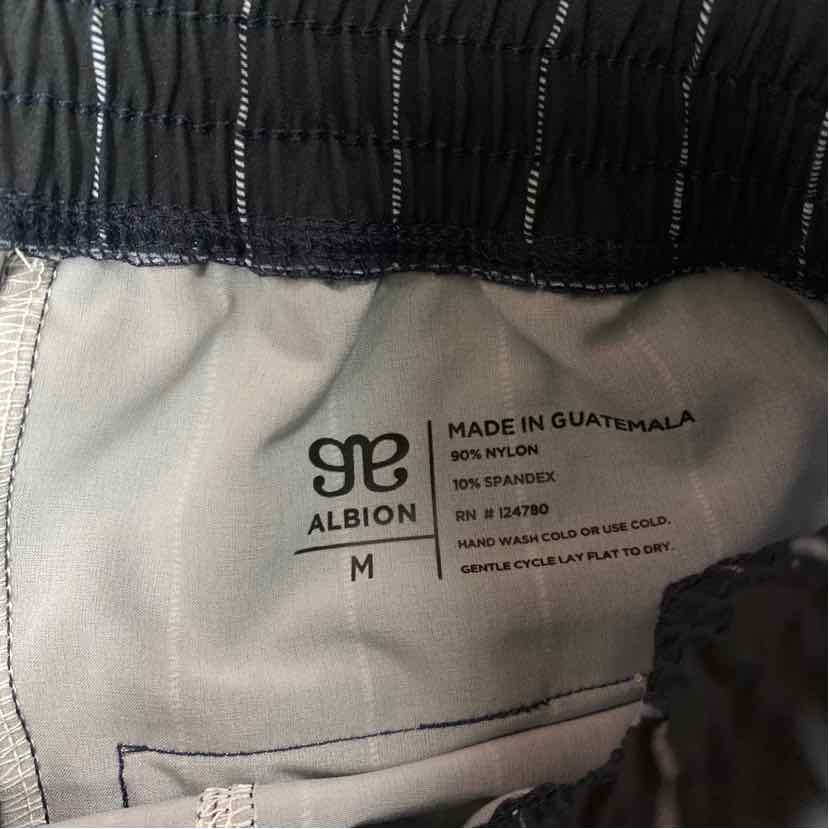 ALBION
M
MADE IN GUATEMALA
90% NYLON
10% SPANDEX
RN # 124780
HAND WASH COLD OR USE COLD.
GENTLE CYCLE LAY FLAT TO DRY.